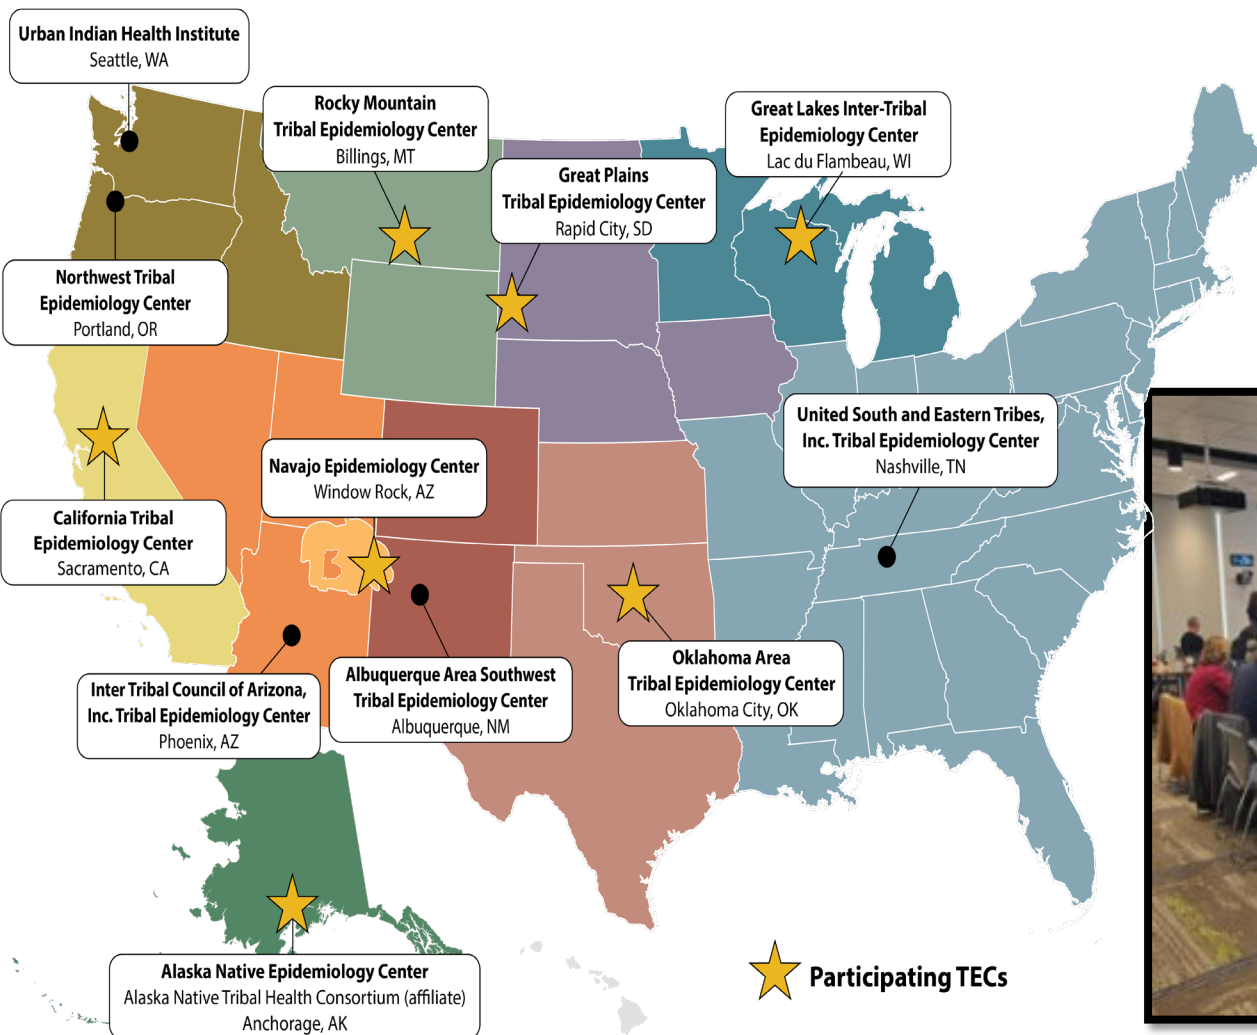 Urban Indian Health Institute
Seattle, WA
Rocky Mountain
Tribal Epidemiology Center
Billings, MT
Great Lakes Inter-Tribal
Epidemiology Center
Lac du Flambeau, WI
Great Plains
Tribal Epidemiology Center
Rapid City, SD
Northwest Tribal
Epidemiology Center
Portland, OR
United South and Eastern Tribes,
Inc. Tribal Epidemiology Center
Nashville, TN
Navajo Epidemiology Center
Window Rock, AZ
California Tribal
Epidemiology Center
Sacramento, CA
Inter Tribal Council of Arizona,
Inc. Tribal Epidemiology Center
Phoenix, AZ
Albuquerque Area Southwest
Tribal Epidemiology Center
Albuquerque, NM
Oklahoma Area
Tribal Epidemiology Center
Oklahoma City, OK
Alaska Native Epidemiology Center
Alaska Native Tribal Health Consortium (affiliate)
Anchorage, AK
Participating TECs